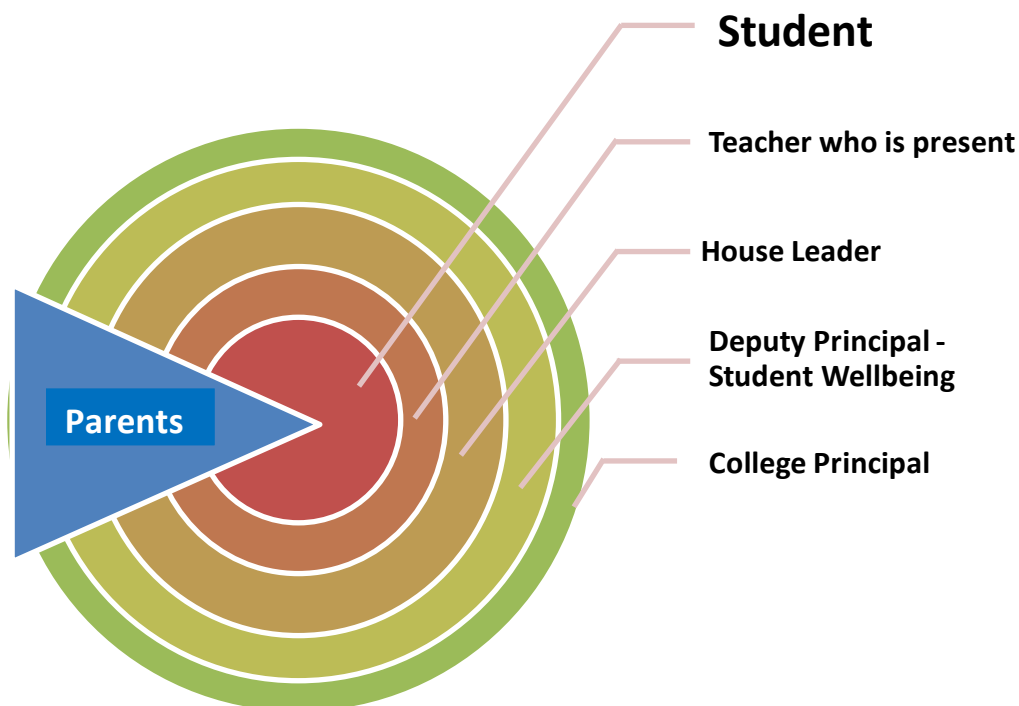 Student
Teacher who is present
House Leader
Deputy Principal -
Student Wellbeing
Parents
College Principal